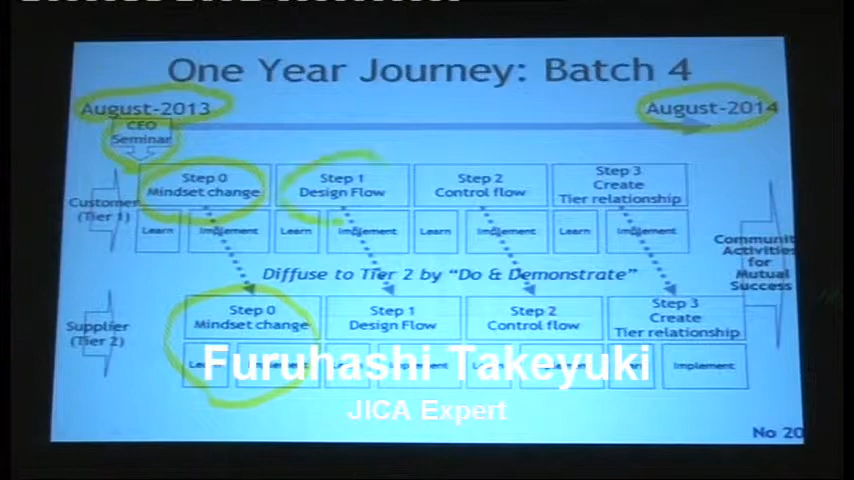 One Year Journey: Batch 4
August-2013
August-2014
CEO
Seminar
Customer
(Tier 1)
Step 0
Mindset change
Step 1
Design Flow
Step 2
Control flow
Step 3
Create
Tier relationship
Learn
Implement
Learn
Implement
Learn
Implement
Learn
Implement
Diffuse to Tier 2 by "Do & Demonstrate"
Communit
Activities
for
Mutual
Success
Supplier
(Tier 2)
Step 0
Mindset change
Step 1
Design Flow
Step 2
Control flow
Step 3
Create
Tier relationship
Implement
Furuhashi Takeyuki
JICA Expert
No 20